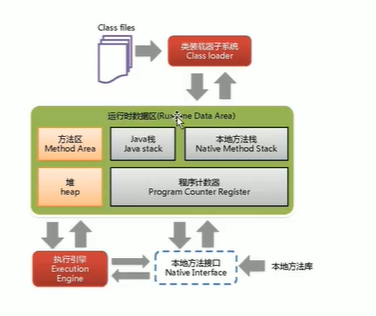 Class files
类装载器子系统
Class loader
运行时数据区(Runtime Data Area)
方法区
Method Area
Java栈
Java stack
本地方法栈
Native Method Stack
堆
heap
程序计数器
Program Counter Register
执行引擎
Execution
Engine
本地方法接口
Native Interface
本地方法库